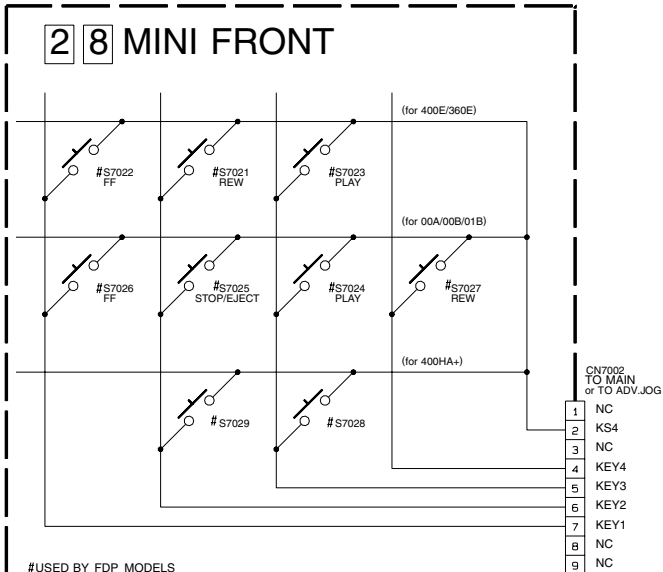 2 8 MINI FRONT
(for 400E/360E)
#S7022
FF
#S7021
REW
#S7023
PLAY
(for 00A/00B/01B)
#S7026
FF
#S7025
STOP/EJECT
#S7024
PLAY
#S7027
REW
(for 400HA+)
#S7029
#S7028
CN7002
TO MAIN
or TO ADV.JOG
1 NC
2 KS4
3 NC
4 KEY4
5 KEY3
6 KEY2
7 KEY1
8 NC
9 NC
#USED BY FDP MODELS